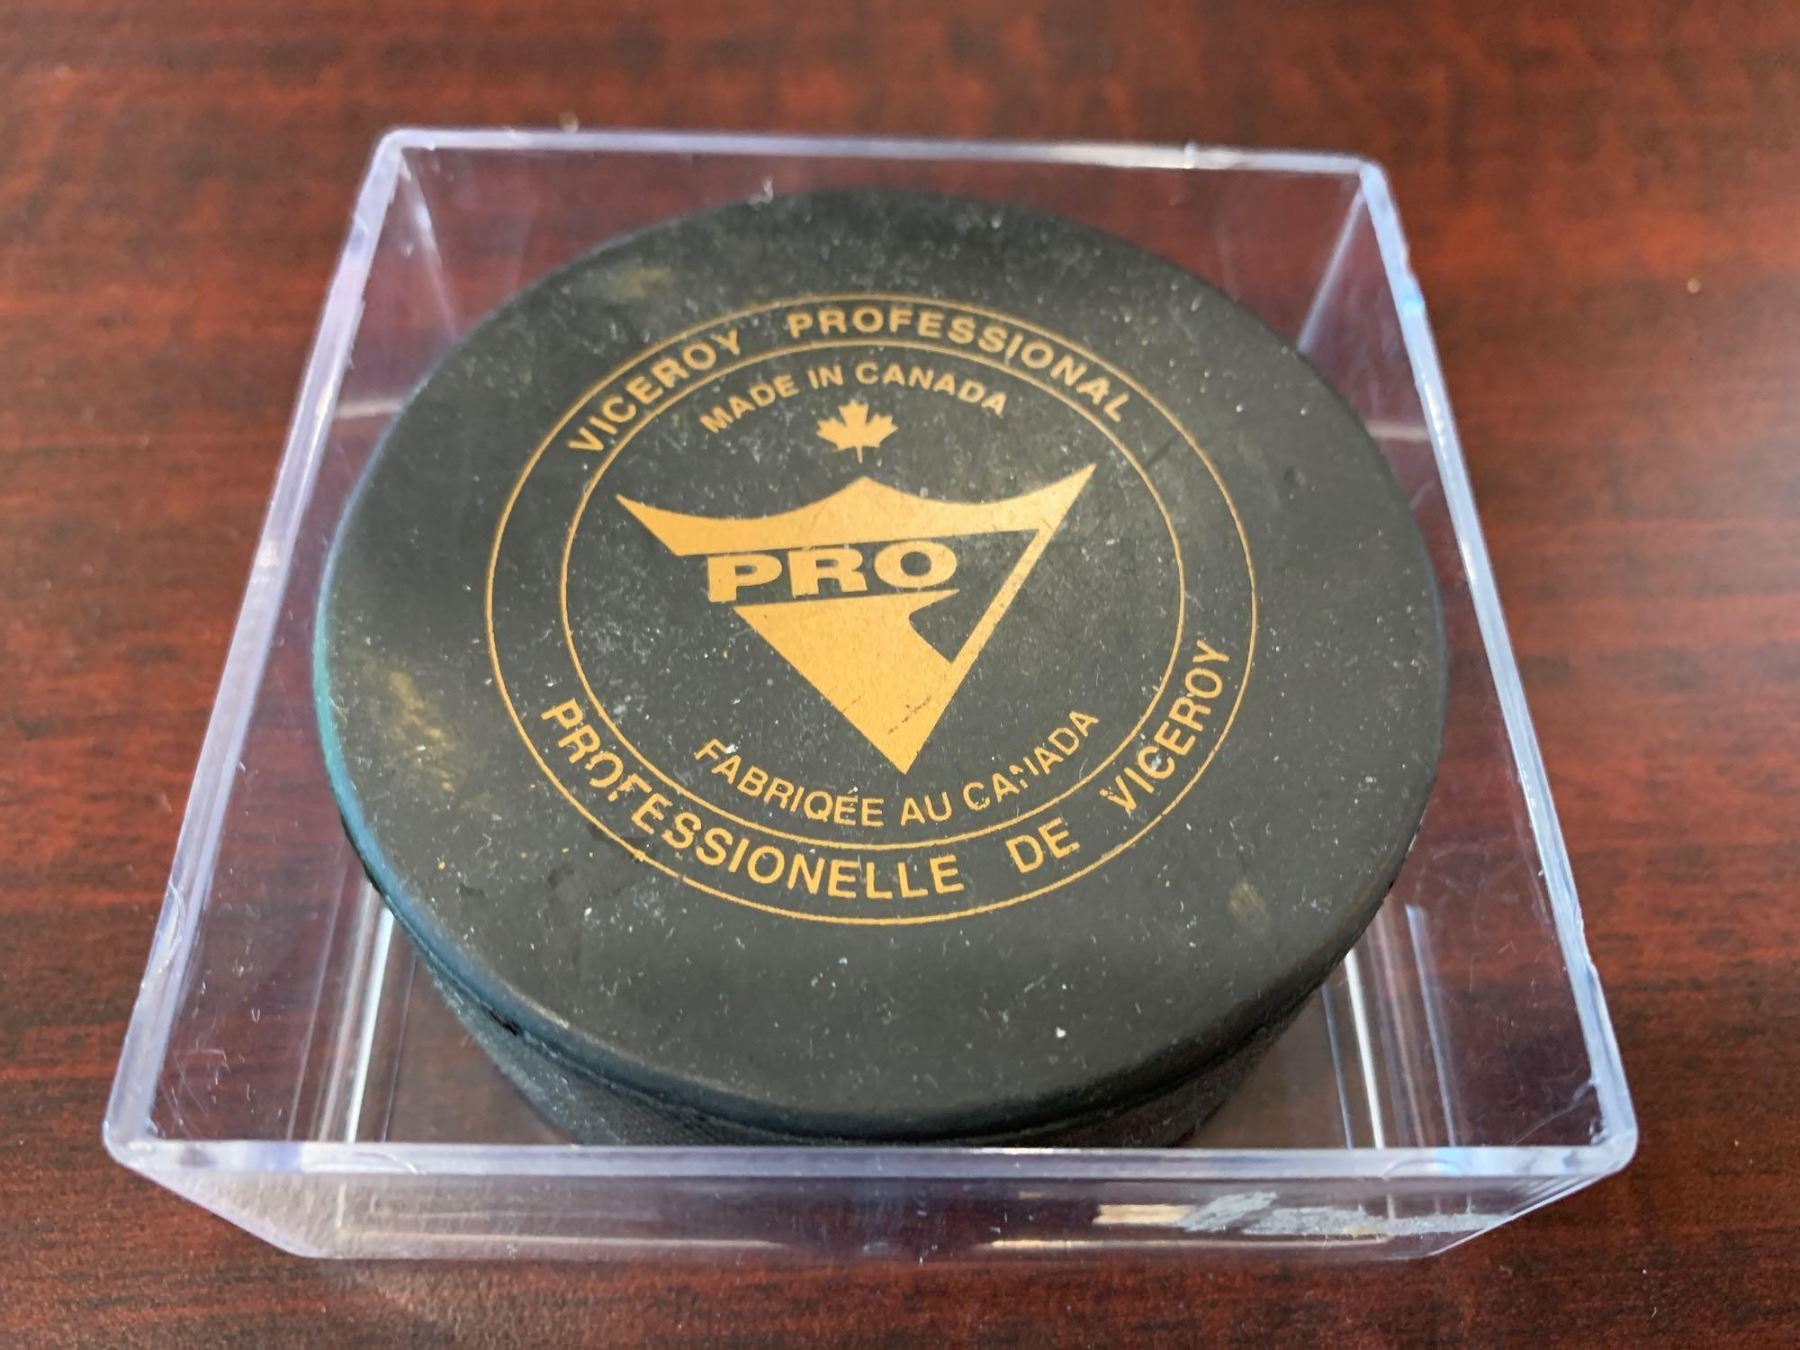 VICEROY PROFESSIONAL
MADE IN CANADA
PRO
FABRIQÉE AU CANADA
PROFESSIONELLE DE VICEROY